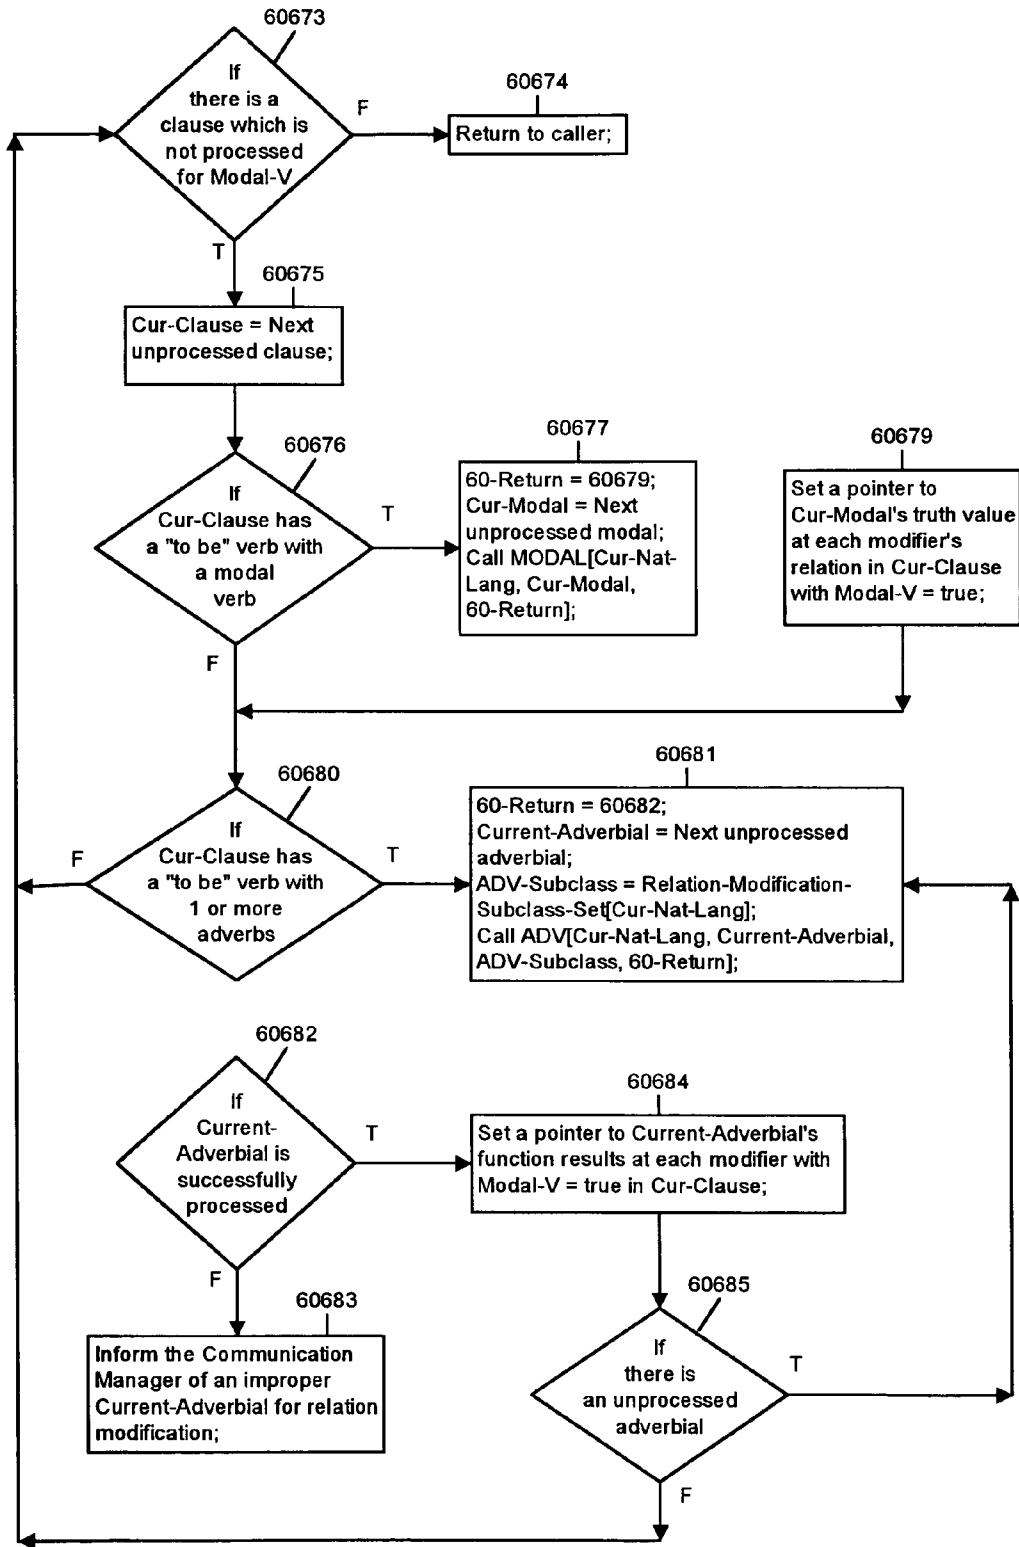 60673
If
there is a
clause which is
not processed
for Modal-V
F
60674
Return to caller;
T
60675
Cur-Clause = Next
unprocessed clause;
60676
If
Cur-Clause has
a "to be" verb with
a modal
verb
T
60677
60-Return = 60679;
Cur-Modal = Next
unprocessed modal;
Call MODAL[Cur-Nat-
Lang, Cur-Modal,
60-Return];
60679
Set a pointer to
Cur-Modal's truth value
at each modifier's
relation in Cur-Clause
with Modal-V = true;
F
60680
If
Cur-Clause has
a "to be" verb with
1 or more
adverbs
F
T
60681
60-Return = 60682;
Current-Adverbial = Next unprocessed
adverbial;
ADV-Subclass = Relation-Modification-
Subclass-Set[Cur-Nat-Lang];
Call ADV[Cur-Nat-Lang, Current-Adverbial,
ADV-Subclass, 60-Return];
60682
If
Current-
Adverbial is
successfully
processed
T
60684
Set a pointer to Current-Adverbial's
function results at each modifier with
Modal-V = true in Cur-Clause;
F
60683
Inform the Communication
Manager of an improper
Current-Adverbial for relation
modification;
60685
If
there is
an unprocessed
adverbial
T
F